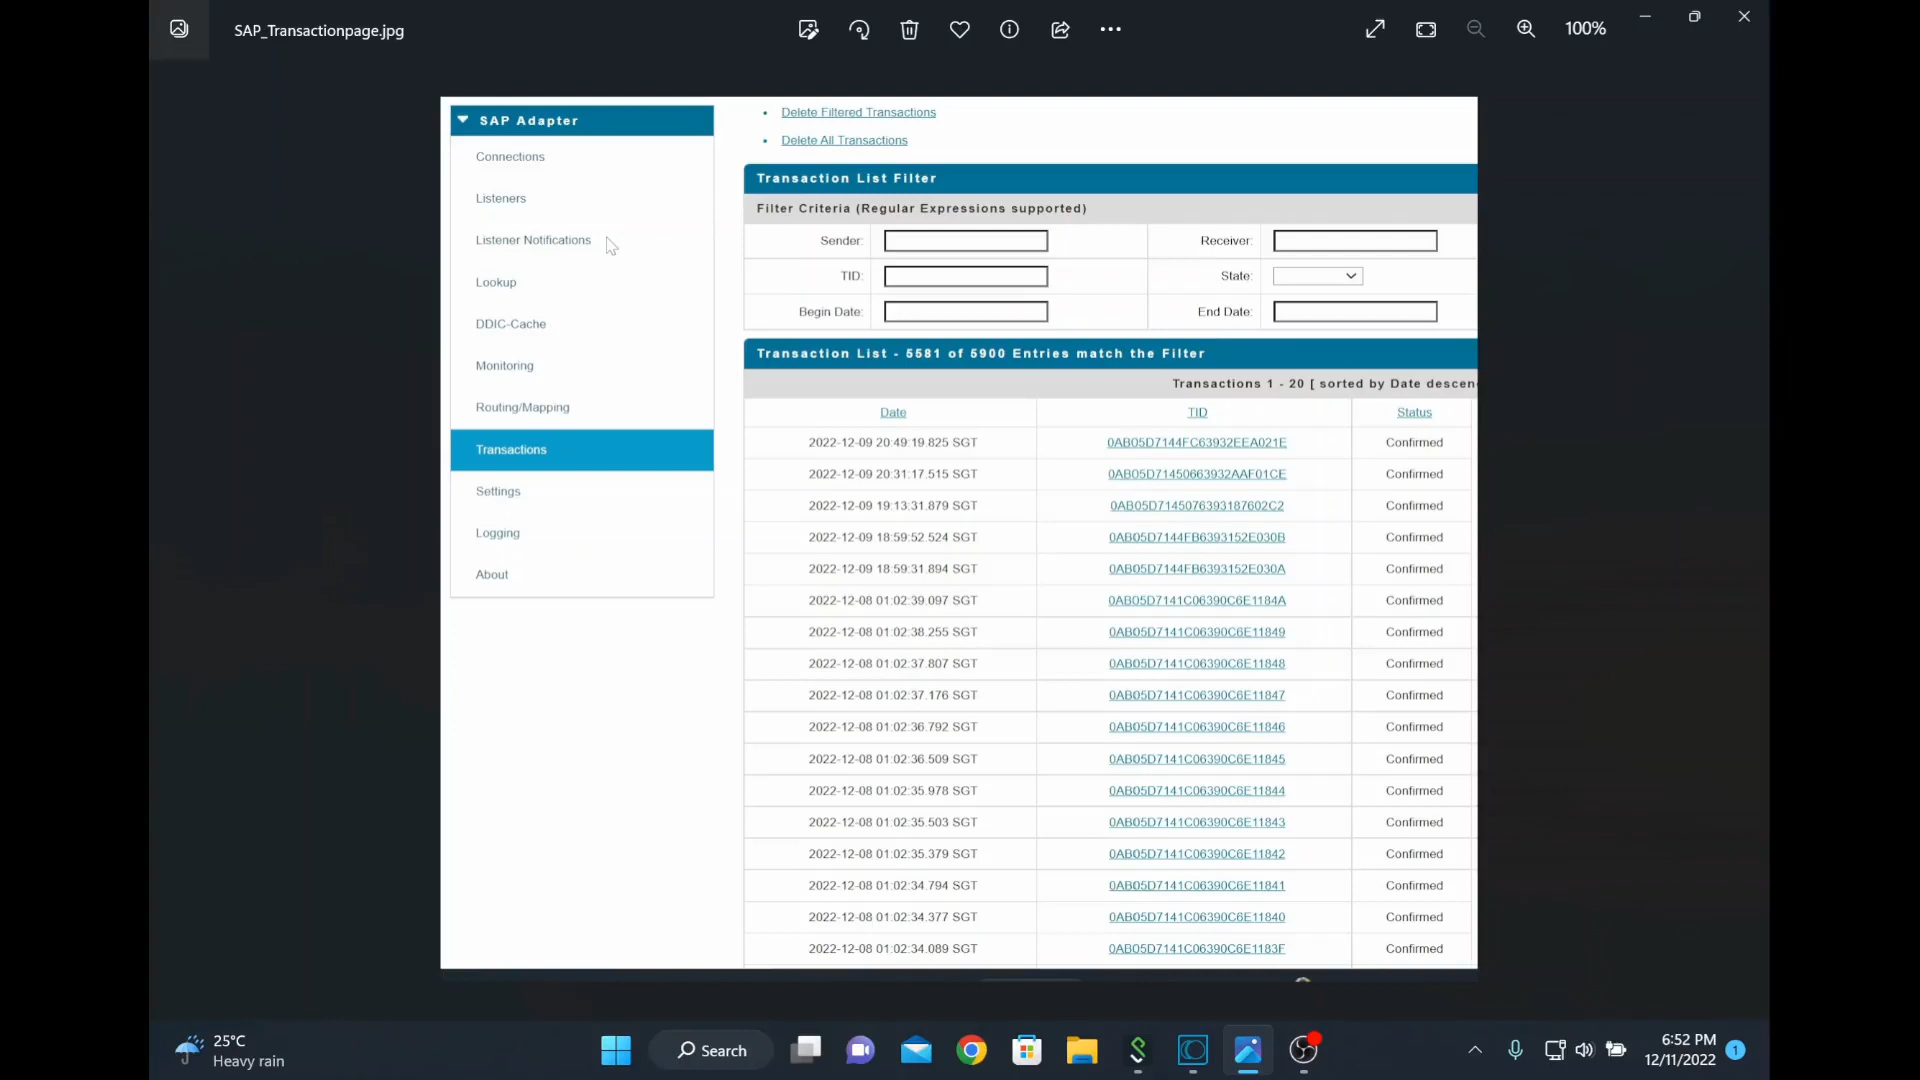 SAP_Transactionpage.jpg
100%
SAP Adapter
Connections
Listeners
Listener Notifications
Lookup
DDIC-Cache
Monitoring
Routing/Mapping
Transactions
Settings
Logging
About
Delete Filtered Transactions
Delete All Transactions
Transaction List Filter
Filter Criteria (Regular Expressions supported)
Sender: Receiver:
TID: State:
Begin Date: End Date:
Transaction List - 5581 of 5900 Entries match the Filter
Transactions 1 - 20 [ sorted by Date descen
Date TID Status
2022-12-09 20:49:19.825 SGT 0AB05D7144FC63932EEA021E Confirmed
2022-12-09 20:31:17.515 SGT 0AB05D71450663932AAF01CE Confirmed
2022-12-09 19:13:31.879 SGT 0AB05D7145076393187602C2 Confirmed
2022-12-09 18:59:52.524 SGT 0AB05D7144FB6393152E030B Confirmed
2022-12-09 18:59:31.894 SGT 0AB05D7144FB6393152E030A Confirmed
2022-12-08 01:02:39.097 SGT 0AB05D7141C06390C6E1184A Confirmed
2022-12-08 01:02:38.255 SGT 0AB05D7141C06390C6E11849 Confirmed
2022-12-08 01:02:37.807 SGT 0AB05D7141C06390C6E11848 Confirmed
2022-12-08 01:02:37.176 SGT 0AB05D7141C06390C6E11847 Confirmed
2022-12-08 01:02:36.792 SGT 0AB05D7141C06390C6E11846 Confirmed
2022-12-08 01:02:36.509 SGT 0AB05D7141C06390C6E11845 Confirmed
2022-12-08 01:02:35.978 SGT 0AB05D7141C06390C6E11844 Confirmed
2022-12-08 01:02:35.503 SGT 0AB05D7141C06390C6E11843 Confirmed
2022-12-08 01:02:35.379 SGT 0AB05D7141C06390C6E11842 Confirmed
2022-12-08 01:02:34.794 SGT 0AB05D7141C06390C6E11841 Confirmed
2022-12-08 01:02:34.377 SGT 0AB05D7141C06390C6E11840 Confirmed
2022-12-08 01:02:34.089 SGT 0AB05D7141C06390C6E1183F Confirmed
25°C
Heavy rain
Search
6:52 PM
12/11/2022
1